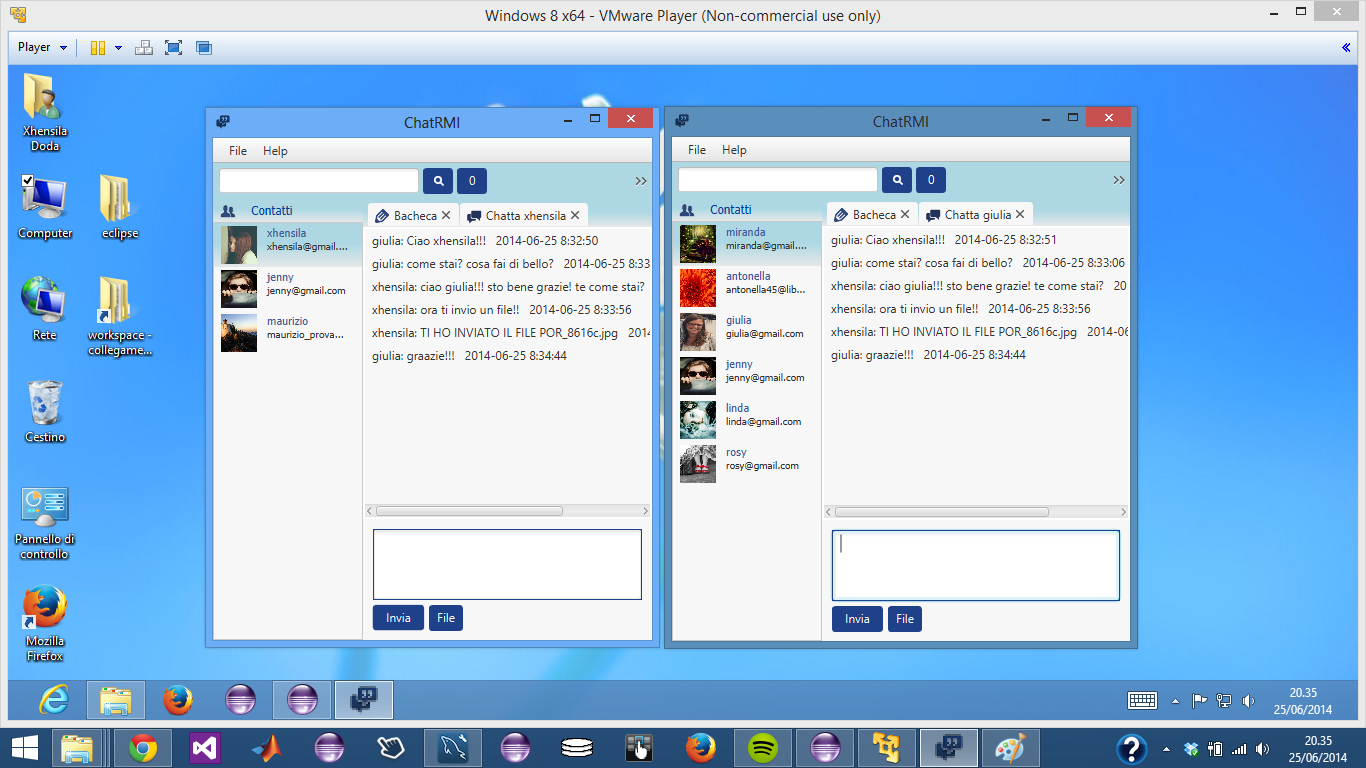 Windows 8 x64 - VMware Player (Non-commercial use only)
Player
Xhensila
Doda
Computer
eclipse
Rete
workspace -
collegame...
Cestino
Pannello di
controllo
Mozilla
Firefox
ChatRMI
File Help
0
Contatti
Bacheca Chatta xhensila
xhensila
xhensila@gmail....
jenny
jenny@gmail.com
maurizio
maurizio_prova...
giulia: Ciao xhensila!!! 2014-06-25 8:32:50
giulia: come stai? cosa fai di bello? 2014-06-25 8:33
xhensila: ciao giulia!!! sto bene grazie! te come stai?
xhensila: ora ti invio un file!! 2014-06-25 8:33:56
xhensila: TI HO INVIATO IL FILE POR_8616c.jpg 2014
giulia: graazie!!! 2014-06-25 8:34:44
Invia File
ChatRMI
File Help
0
Contatti
Bacheca Chatta giulia
miranda
miranda@gmail....
antonella
antonella45@lib...
giulia
giulia@gmail.com
jenny
jenny@gmail.com
linda
linda@gmail.com
rosy
rosy@gmail.com
giulia: Ciao xhensila!!! 2014-06-25 8:32:51
giulia: come stai? cosa fai di bello? 2014-06-25 8:33:06
xhensila: ciao giulia!!! sto bene grazie! te come stai? 20
xhensila: ora ti invio un file!! 2014-06-25 8:33:56
xhensila: TI HO INVIATO IL FILE POR_8616c.jpg 2014-06
giulia: graazie!!! 2014-06-25 8:34:44
Invia File
20.35
25/06/2014
20.35
25/06/2014